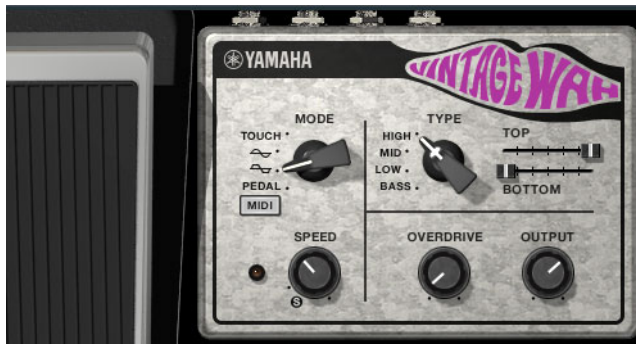 YAMAHA
VINTAGE WAH
MODE
TOUCH
PEDAL
MIDI
TYPE
HIGH
MID
LOW
BASS
TOP
BOTTOM
SPEED
S
OVERDRIVE
OUTPUT